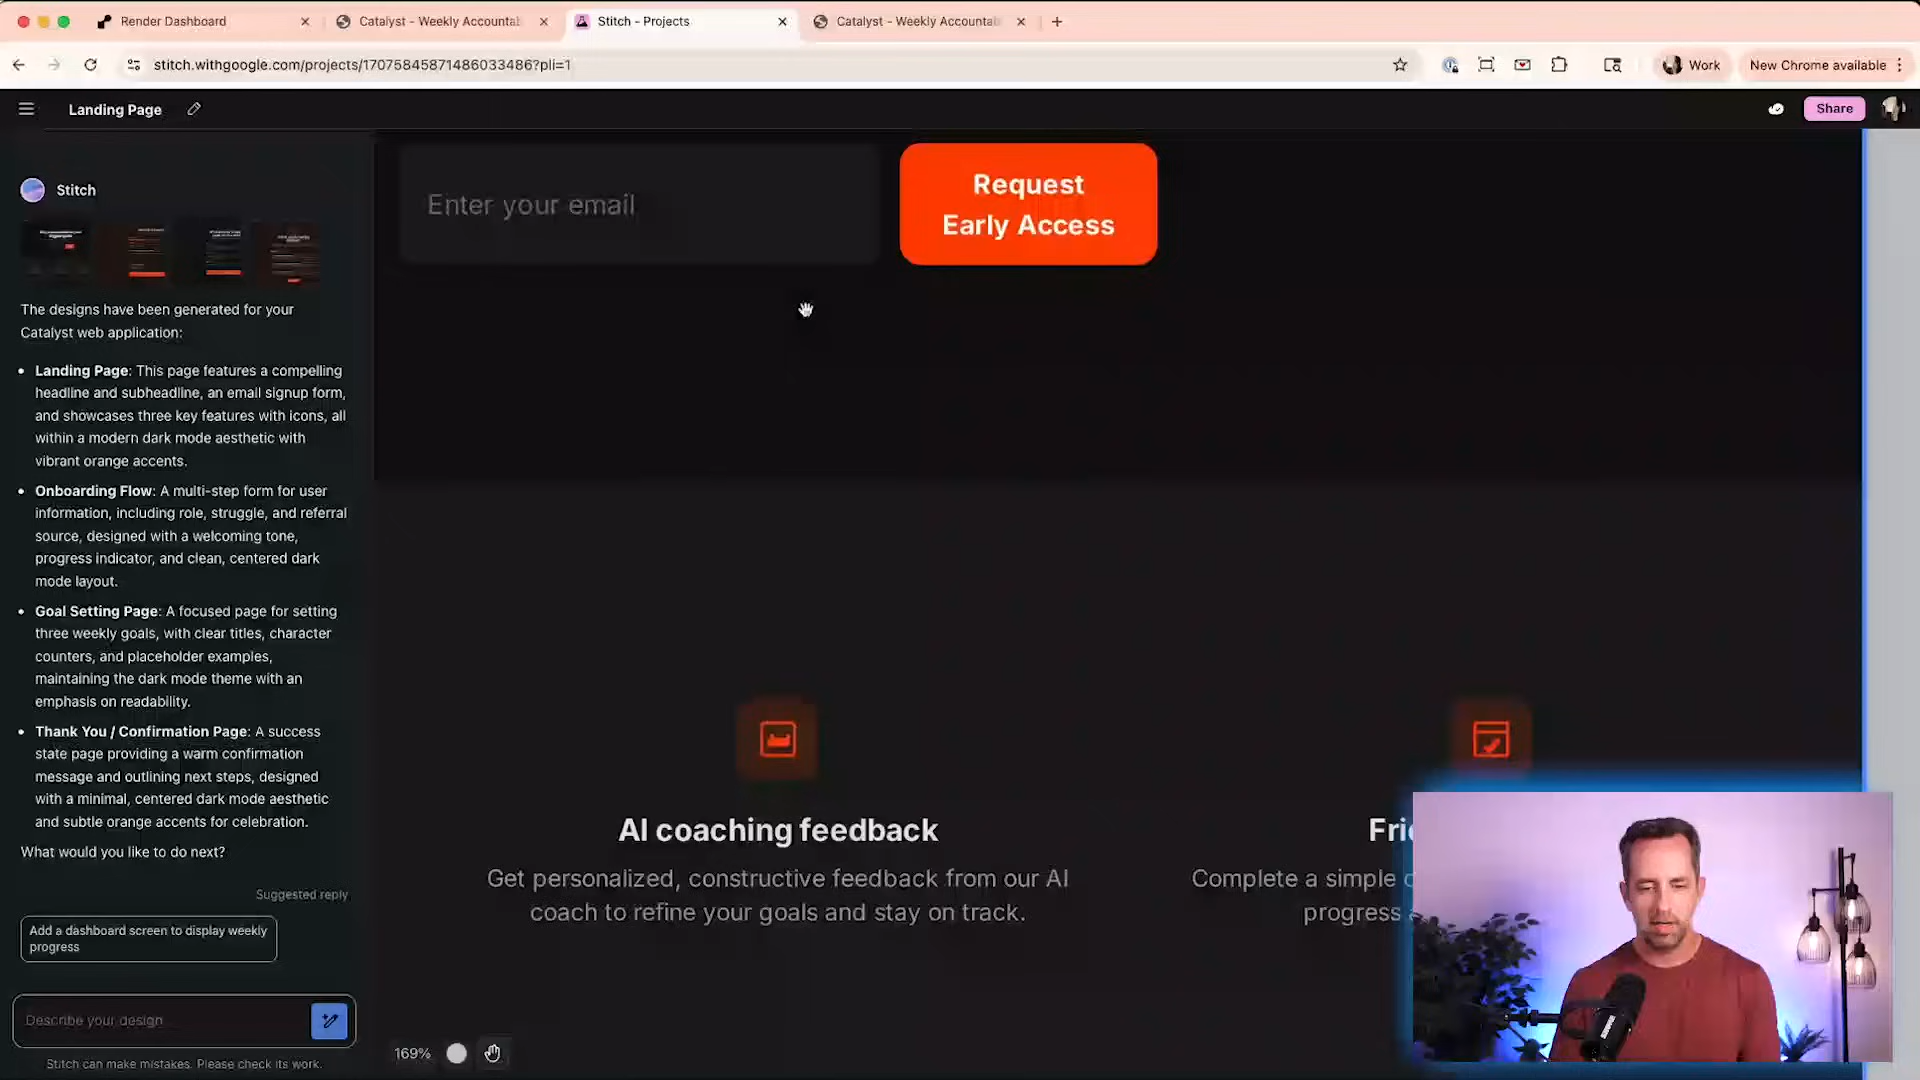 Render Dashboard
Catalyst - Weekly Accountab
Stitch - Projects
Catalyst - Weekly Accountab
stitch.withgoogle.com/projects/17075845871486033486?pli=1
Work
New Chrome available
Landing Page
Share
Stitch
The designs have been generated for your
Catalyst web application:
Landing Page: This page features a compelling
headline and subheadline, an email signup form,
and showcases three key features with icons, all
within a modern dark mode aesthetic with
vibrant orange accents.
Onboarding Flow: A multi-step form for user
information, including role, struggle, and referral
source, designed with a welcoming tone,
progress indicator, and clean, centered dark
mode layout.
Goal Setting Page: A focused page for setting
three weekly goals, with clear titles, character
counters, and placeholder examples,
maintaining the dark mode theme with an
emphasis on readability.
Thank You / Confirmation Page: A success
state page providing a warm confirmation
message and outlining next steps, designed
with a minimal, centered dark mode aesthetic
and subtle orange accents for celebration.
What would you like to do next?
Suggested reply
Add a dashboard screen to display weekly
progress
Describe your design
Stitch can make mistakes. Please check its work.
Enter your email
Request
Early Access
AI coaching feedback
Get personalized, constructive feedback from our AI
coach to refine your goals and stay on track.
Fri
Complete a simple
progress
169%